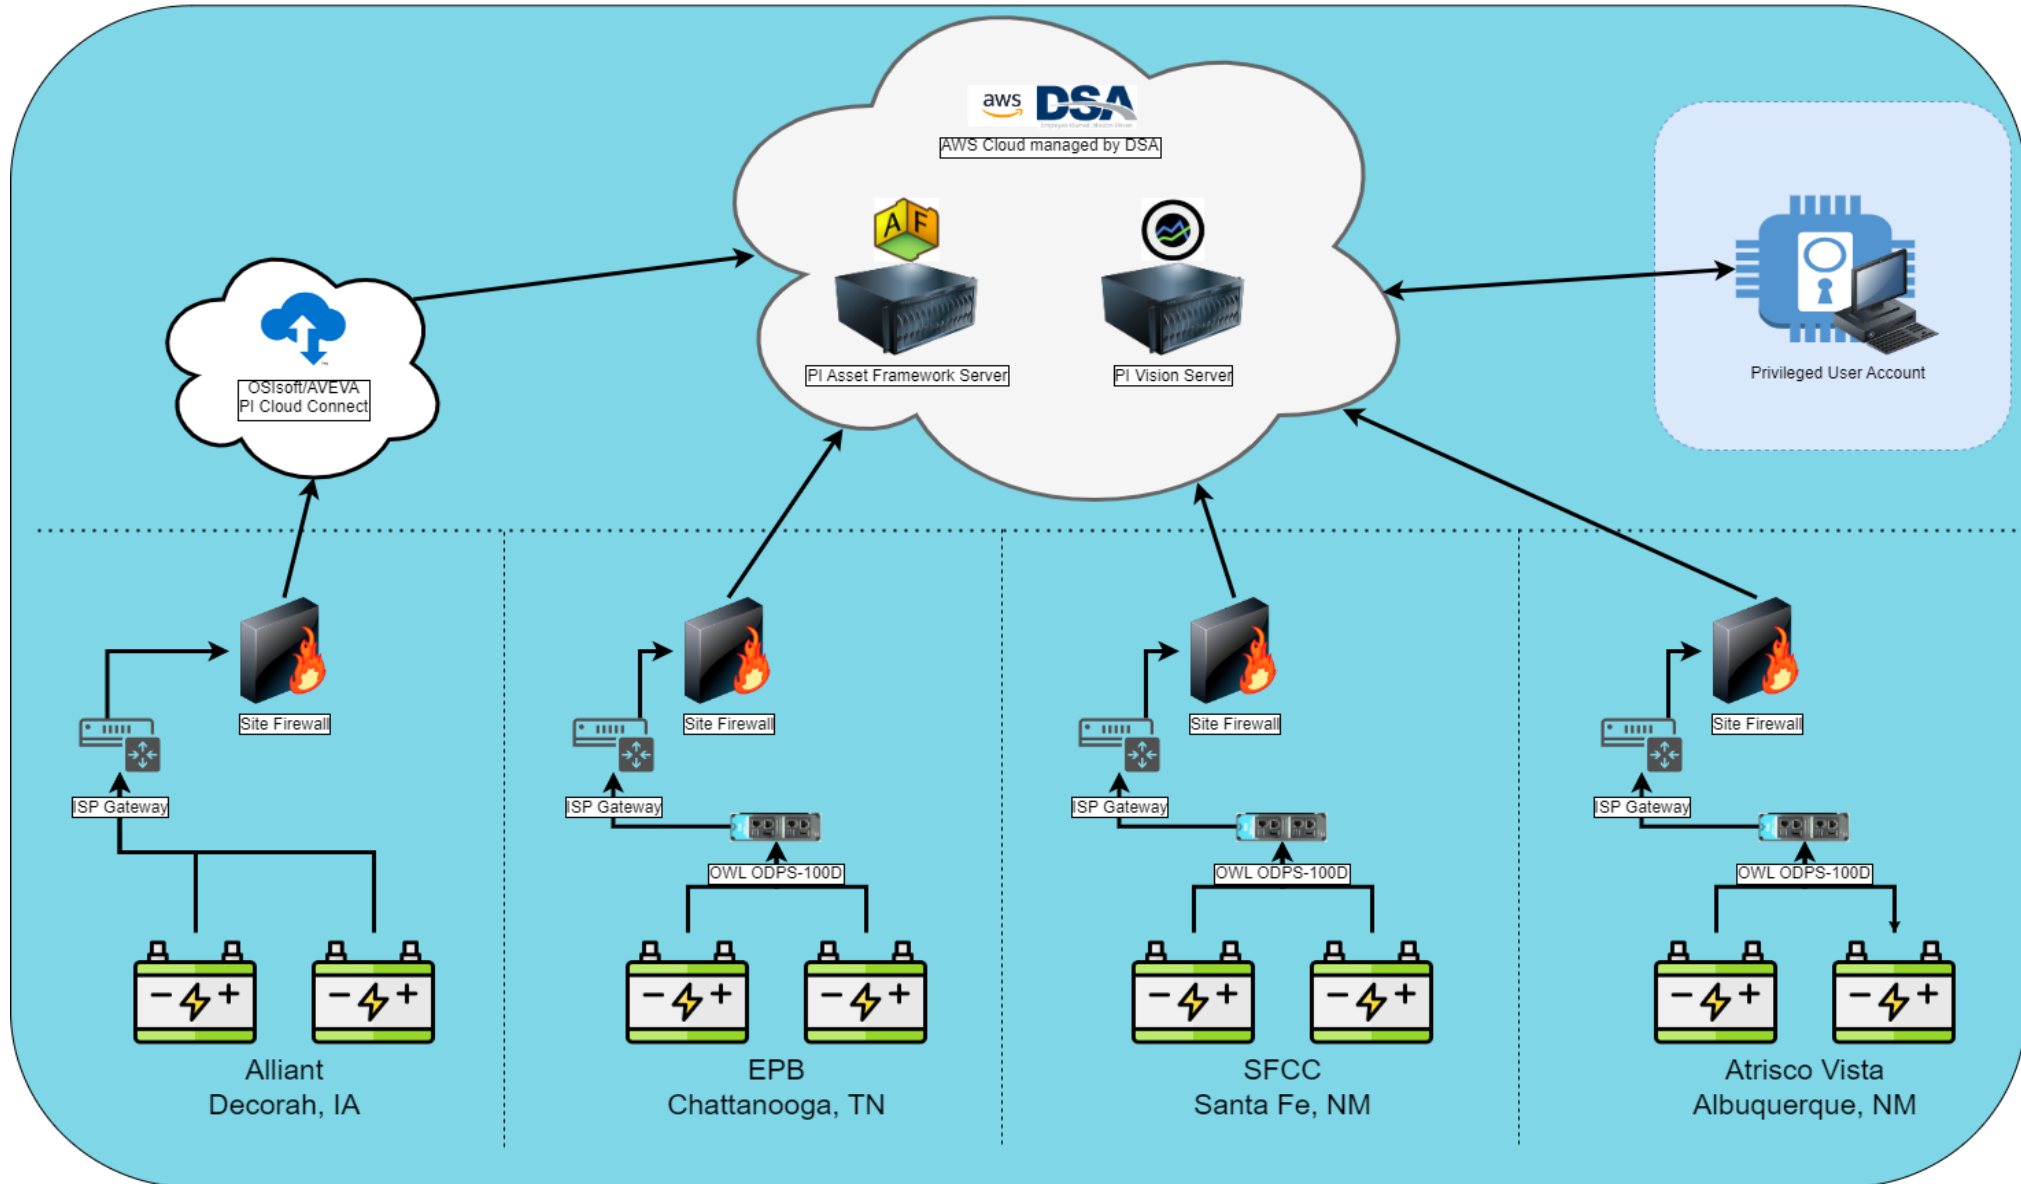 aws
DSA
AWS Cloud managed by DSA
AF
PI Asset Framework Server
PI Vision Server
Privileged User Account
OSIsoft/AVEVA
PI Cloud Connect
Site Firewall
Site Firewall
Site Firewall
Site Firewall
ISP Gateway
ISP Gateway
ISP Gateway
ISP Gateway
OWL ODPS-100D
OWL ODPS-100D
OWL ODPS-100D
Alliant
Decorah, IA
EPB
Chattanooga, TN
SFCC
Santa Fe, NM
Atrisco Vista
Albuquerque, NM